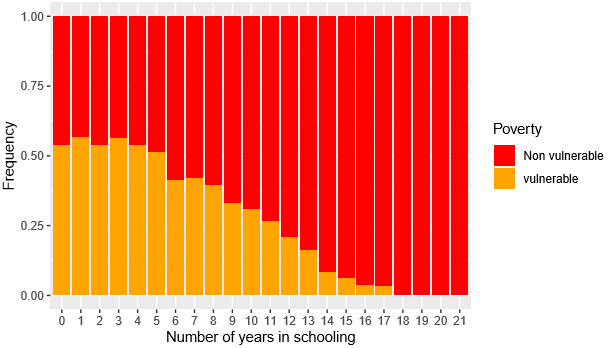 1.00
0.75
0.50
0.25
0.00
Frequency
0 1 2 3 4 5 6 7 8 9 10 11 12 13 14 15 16 17 18 19 20 21
Number of years in schooling
Poverty
Non vulnerable
vulnerable